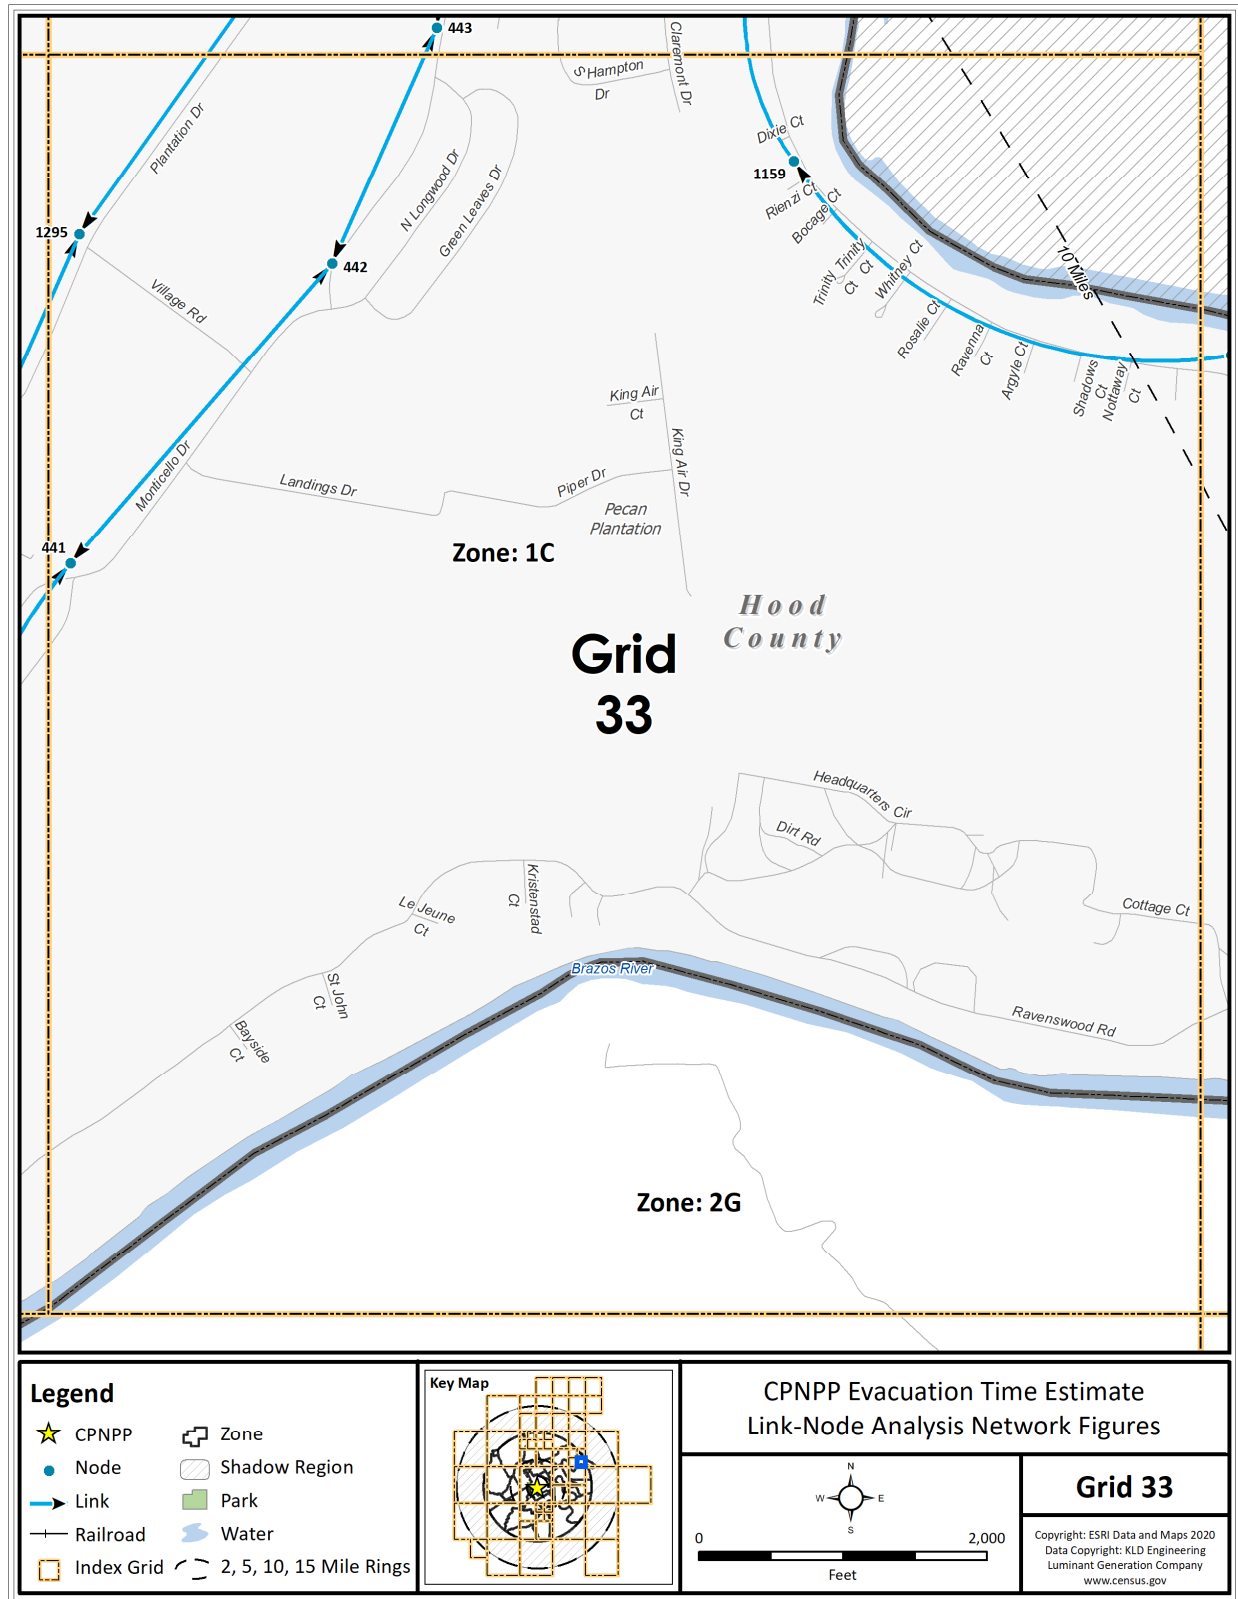 443
S Hampton
Dr
Claremont Dr
Plantation Dr
Dixie Ct
1159
N Longwood Dr
Green Leaves Dr
Rienzi Ct
Bocage Ct
1295
442
Trinity
Ct
Trinity
Ct
Whitney Ct
10 Miles
Village Rd
Rosalie Ct
Ravenna
Ct
Argyle Ct
Shadows
Ct
Nottaway
Ct
King Air
Ct
King Air Dr
Monticello Dr
Landings Dr
Piper Dr
Pecan
Plantation
441
Zone: 1C
Hood
County
Grid
33
Headquarters Cir
Dirt Rd
Kristenstad
Ct
Le Jeune
Ct
Cottage Ct
Brazos River
St John
Ct
Ravenswood Rd
Bayside
Ct
Zone: 2G
Legend
CPNPP
Node
Link
Railroad
Index Grid
Zone
Shadow Region
Park
Water
2, 5, 10, 15 Mile Rings
Key Map
CPNPP Evacuation Time Estimate
Link-Node Analysis Network Figures
N
W E
S
0 2,000
Feet
Grid 33
Copyright: ESRI Data and Maps 2020
Data Copyright: KLD Engineering
Luminant Generation Company
www.census.gov